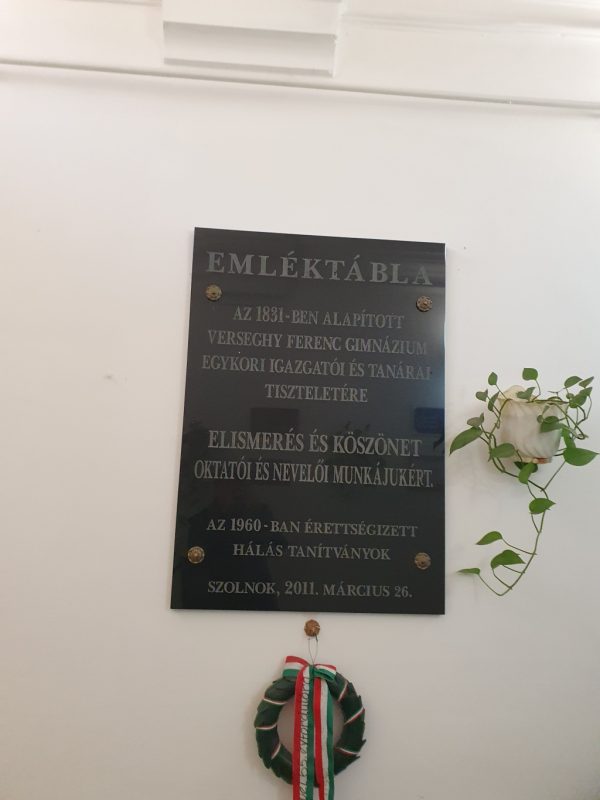 EMLÉKTÁBLA
AZ 1831-BEN ALAPÍTOTT
VERSEGHY FERENC GIMNÁZIUM
EGYKORI IGAZGATÓI ÉS TANÁRAI
TISZTELETÉRE
ELISMERÉS ÉS KÖSZÖNET
OKTATÓI ÉS NEVELŐI MUNKÁJUKÉRT.
AZ 1960-BAN ÉRETTSÉGIZETT
HÁLÁS TANÍTVÁNYOK
SZOLNOK, 2011. MÁRCIUS 26.